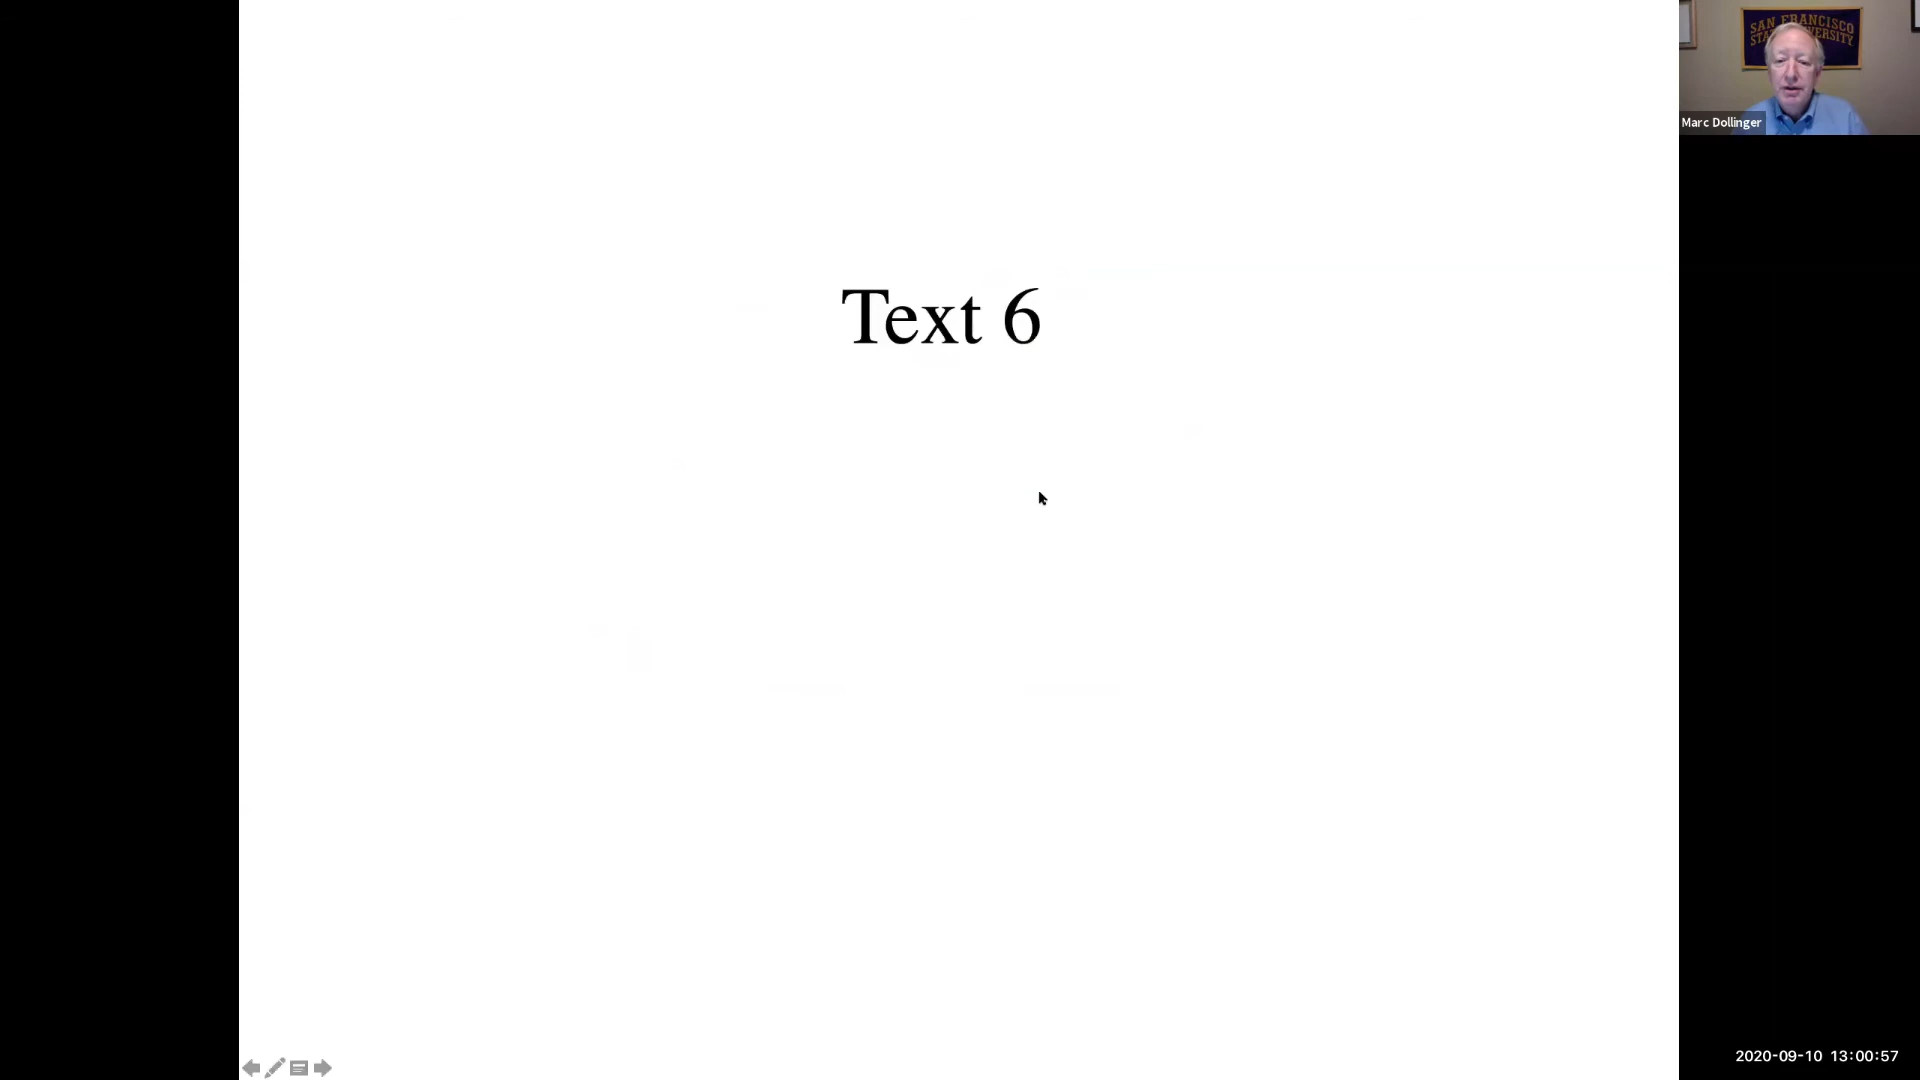 Text 6
SAN FRANCISCO
STATE UNIVERSITY
Marc Dollinger
2020-09-10 13:00:57